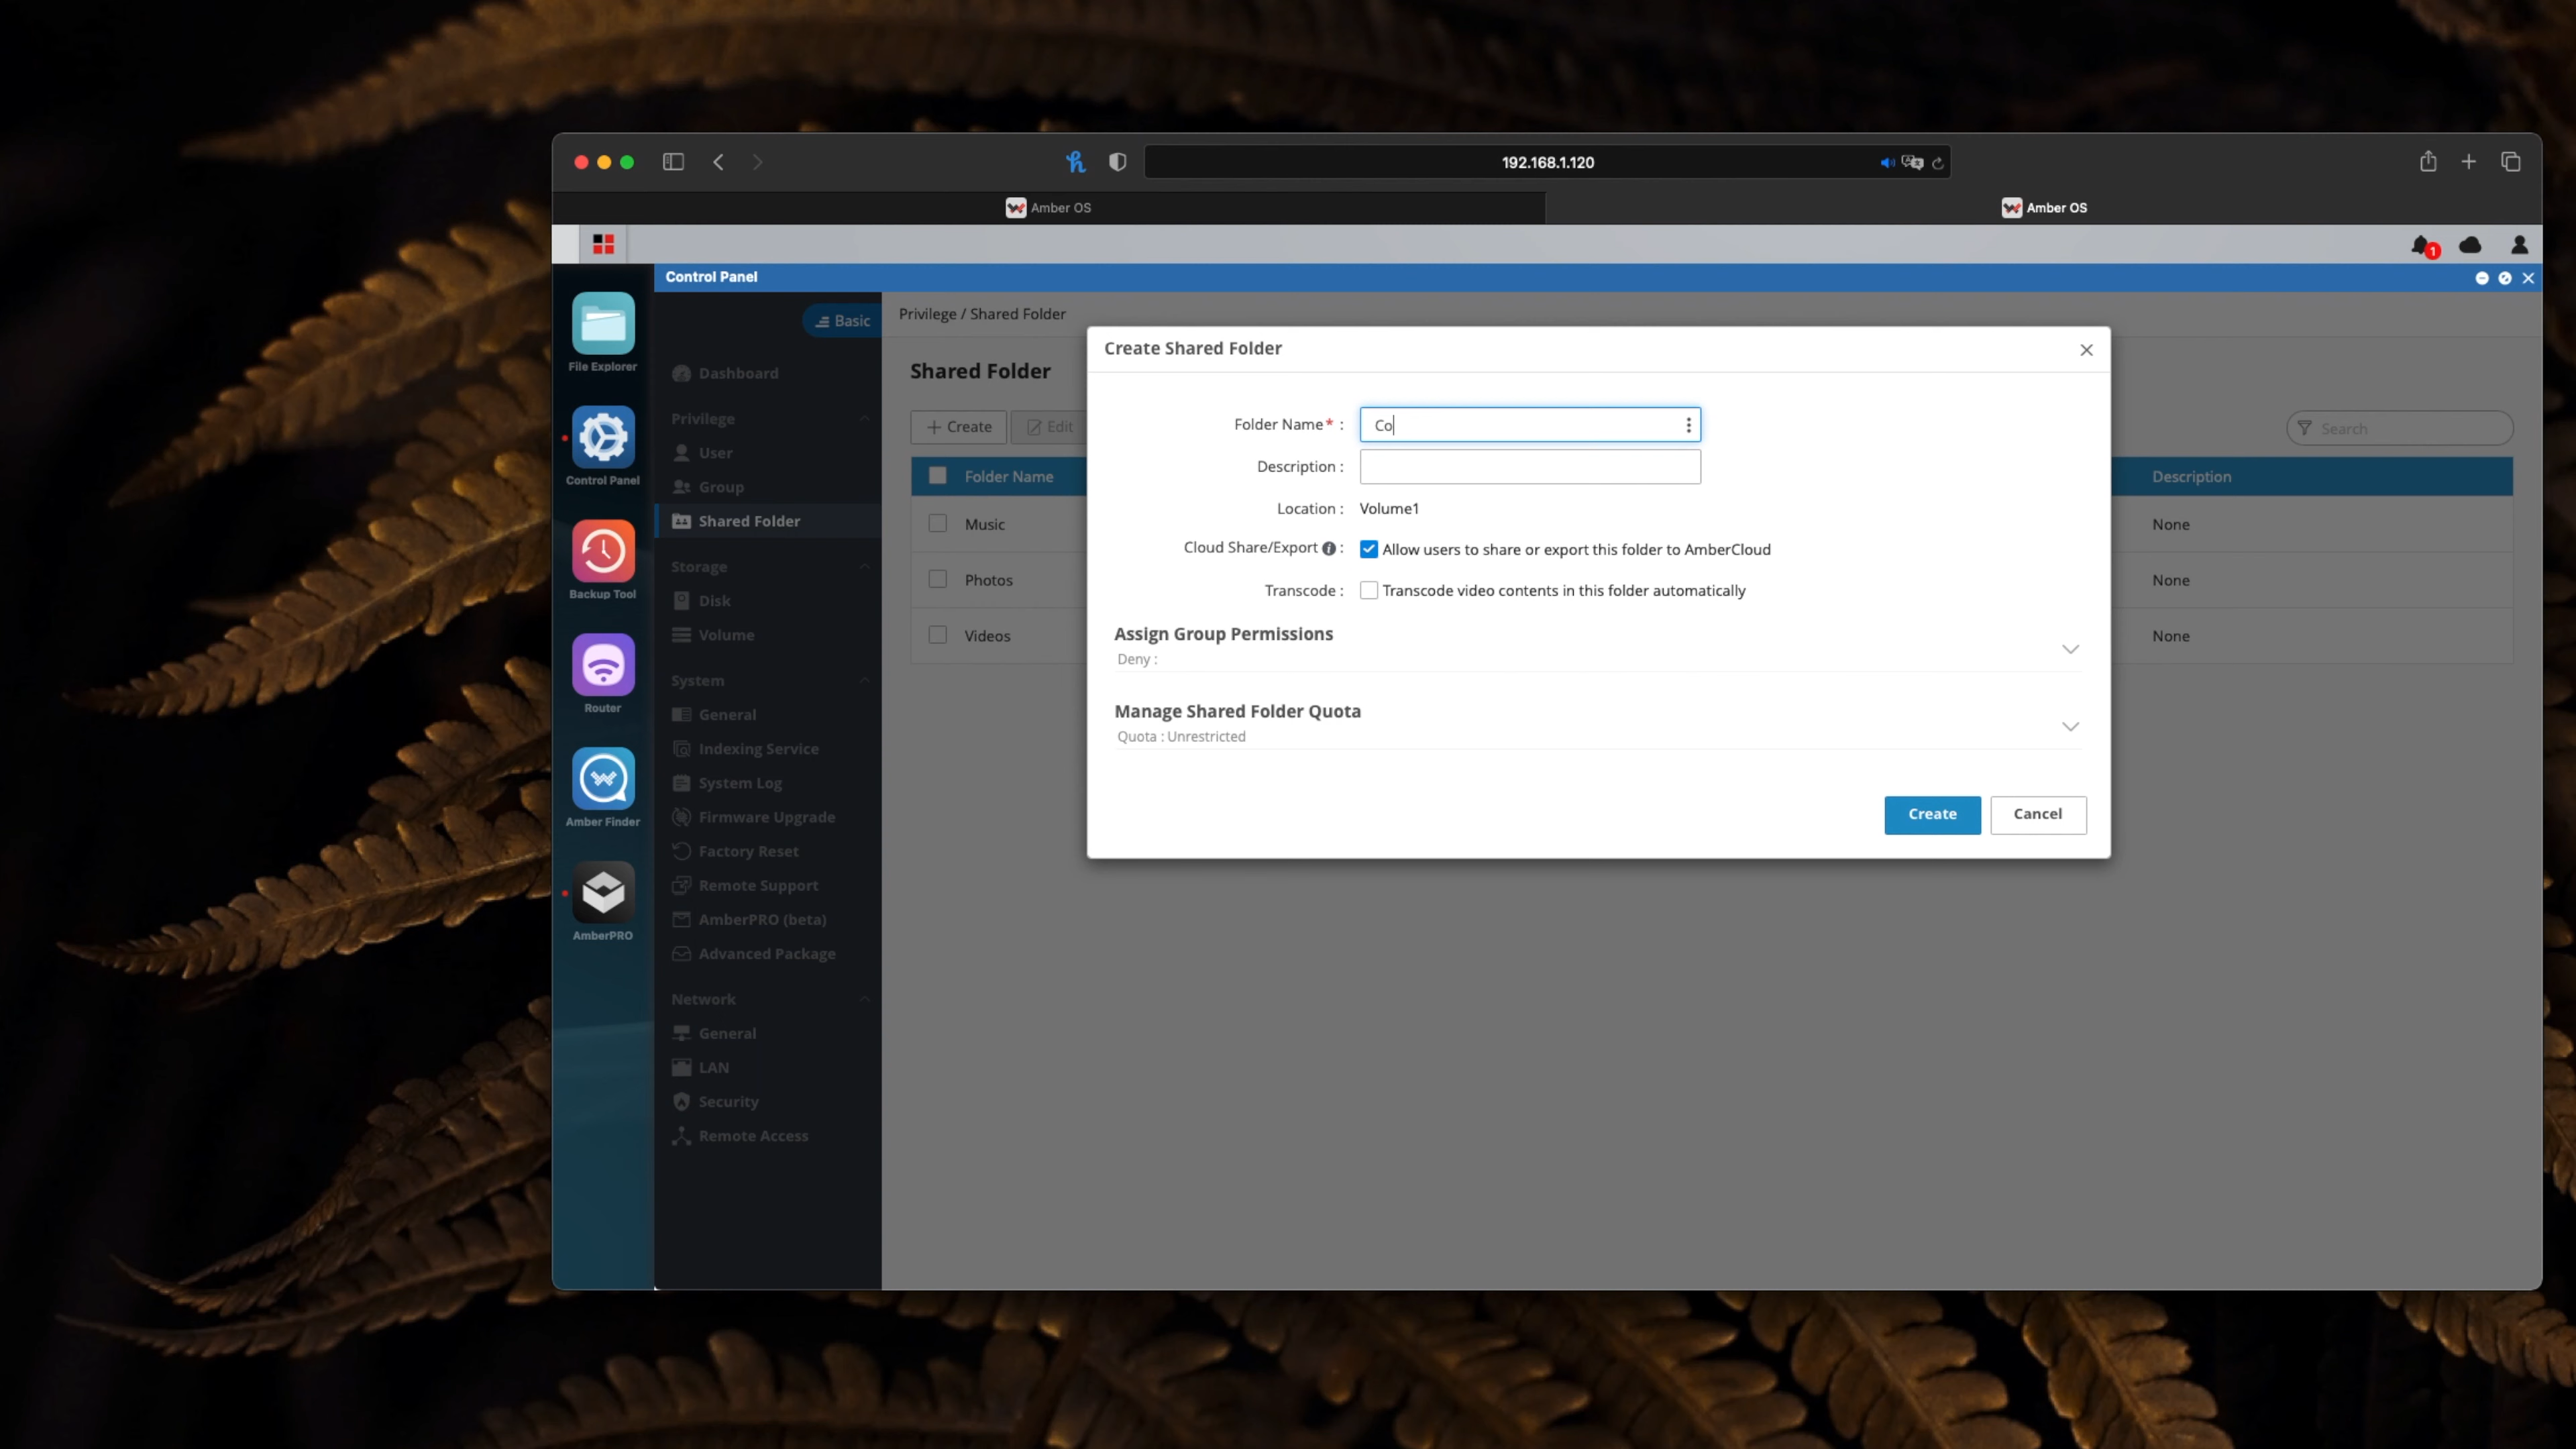 192.168.1.120
Amber OS
Amber OS
1
Control Panel
File Explorer
Control Panel
Backup Tool
Router
Amber Finder
AmberPRO
Basic
Dashboard
Privilege
User
Group
Shared Folder
Storage
Disk
Volume
System
General
Indexing Service
System Log
Firmware Upgrade
Factory Reset
Remote Support
AmberPRO (beta)
Advanced Package
Network
General
LAN
Security
Remote Access
Privilege / Shared Folder
Shared Folder
+ Create Edit
Search
Folder Name Description
Music None
Photos None
Videos None
Create Shared Folder
Folder Name* : Co
Description :
Location : Volume1
Cloud Share/Export : Allow users to share or export this folder to AmberCloud
Transcode : Transcode video contents in this folder automatically
Assign Group Permissions
Deny :
Manage Shared Folder Quota
Quota : Unrestricted
Create Cancel